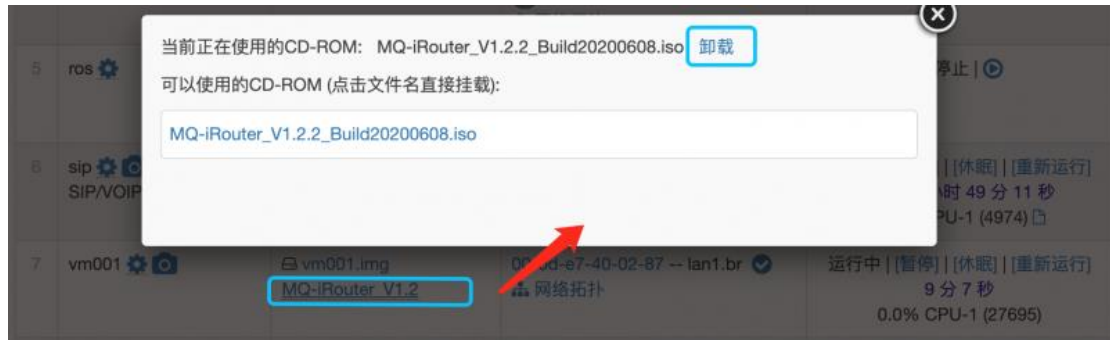 当前正在使用的CD-ROM: MQ-iRouter_V1.2.2_Build20200608.iso 卸载
可以使用的CD-ROM (点击文件名直接挂载):
MQ-iRouter_V1.2.2_Build20200608.iso
5 ros 停止 |
6 sip | [休眠] | [重新运行]
SIP/VOIP 时 49 分 11 秒
CPU-1 (4974)
7 vm001 vm001.img -e7-40-02-87 -- lan1.br 运行中 | [暂停] | [休眠] | [重新运行]
MQ-iRouter_V1.2 网络拓扑 9 分 7 秒
0.0% CPU-1 (27695)